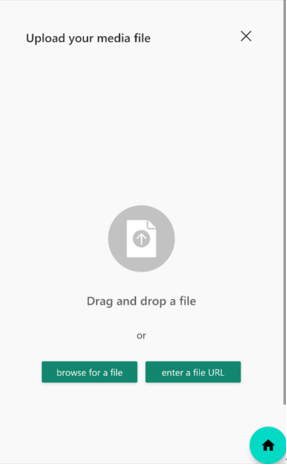 Upload your media file
Drag and drop a file
or
browse for a file
enter a file URL